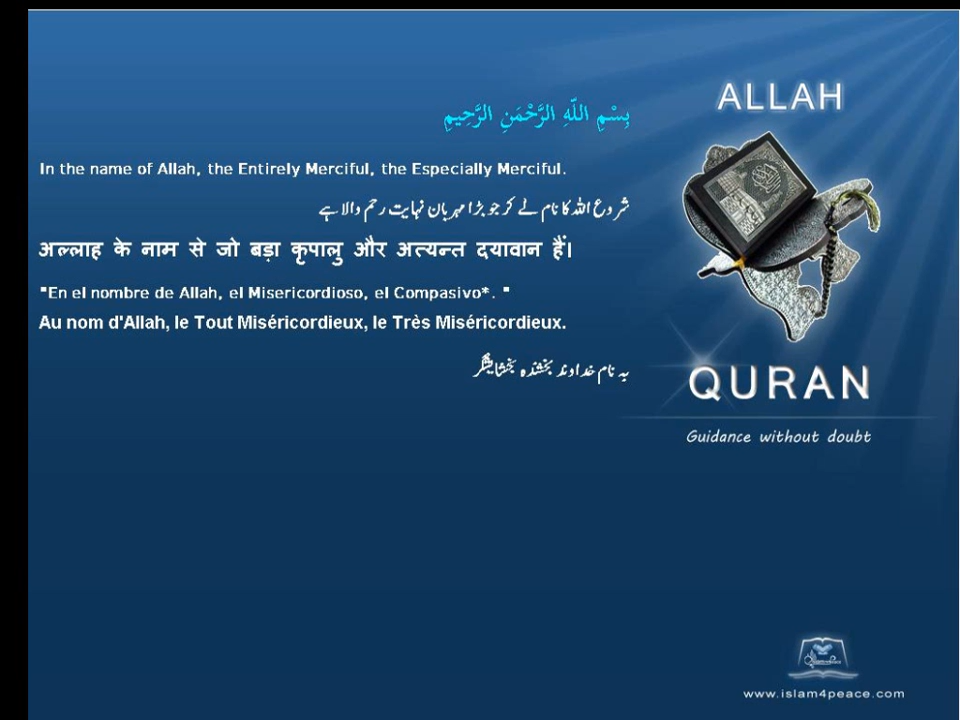 بِسْمِ اللَّهِ الرَّحْمَنِ الرَّحِيمِ
In the name of Allah, the Entirely Merciful, the Especially Merciful.
شروع الله کا نام لے کر جو بڑا مہربان نہایت رحم والا ہے
अल्लाह के नाम से जो बड़ा कृपालु और अत्यन्त दयावान हैं।
"En el nombre de Allah, el Misericordioso, el Compasivo*. "
Au nom d'Allah, le Tout Miséricordieux, le Très Miséricordieux.
به نام خداوند بخشنده بخشایشگر
ALLAH
QURAN
Guidance without doubt
www.islam4peace.com